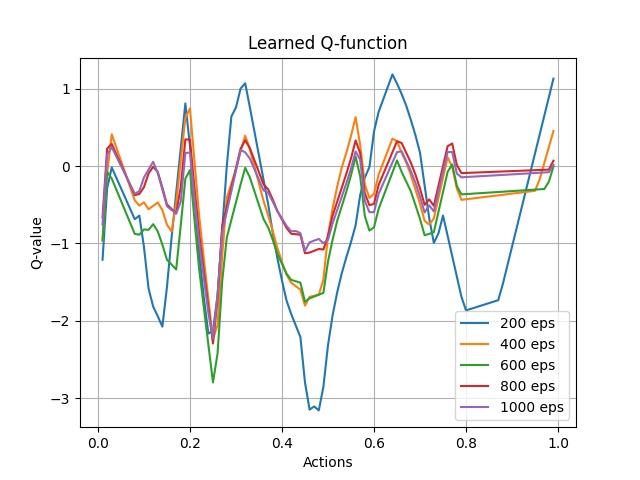 Learned Q-function
Q-value
1
0
−1
−2
−3
0.0 0.2 0.4 0.6 0.8 1.0
Actions
200 eps
400 eps
600 eps
800 eps
1000 eps